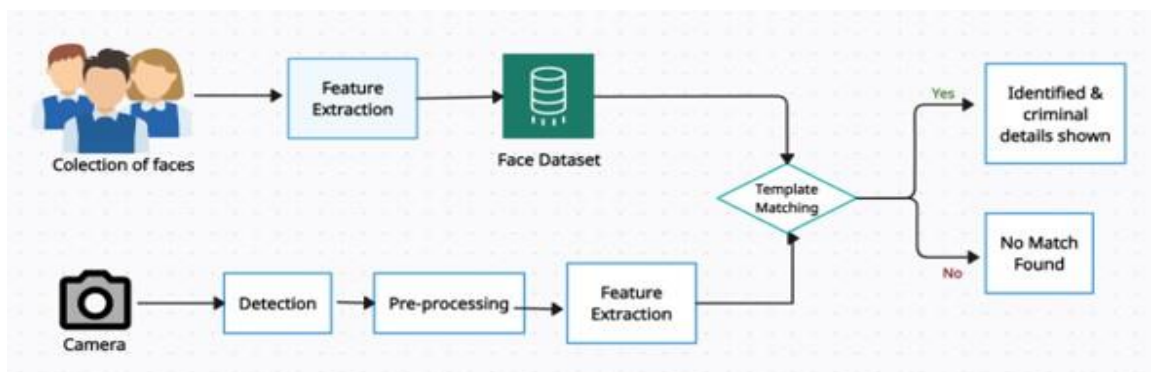 Feature
Extraction
Colection of faces
Face Dataset
Template
Matching
Yes
Identified &
criminal
details shown
No
No Match
Found
Camera
Detection
Pre-processing
Feature
Extraction